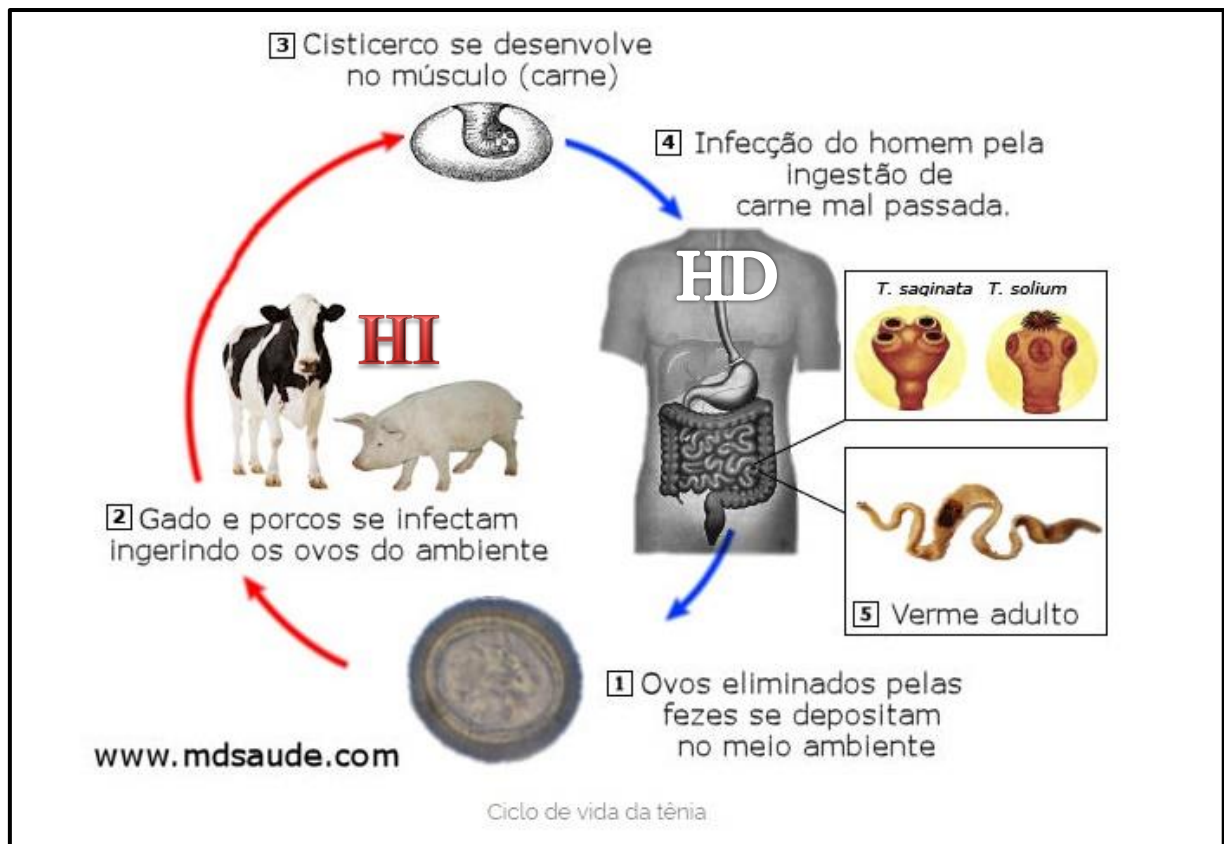 3 Cisticerco se desenvolve
no músculo (carne)
4 Infecção do homem pela
ingestão de
carne mal passada.
HD
HI
T. saginata T. solium
2 Gado e porcos se infectam
ingerindo os ovos do ambiente
5 Verme adulto
1 Ovos eliminados pelas
fezes se depositam
no meio ambiente
www.mdsaude.com
Ciclo de vida da tênia